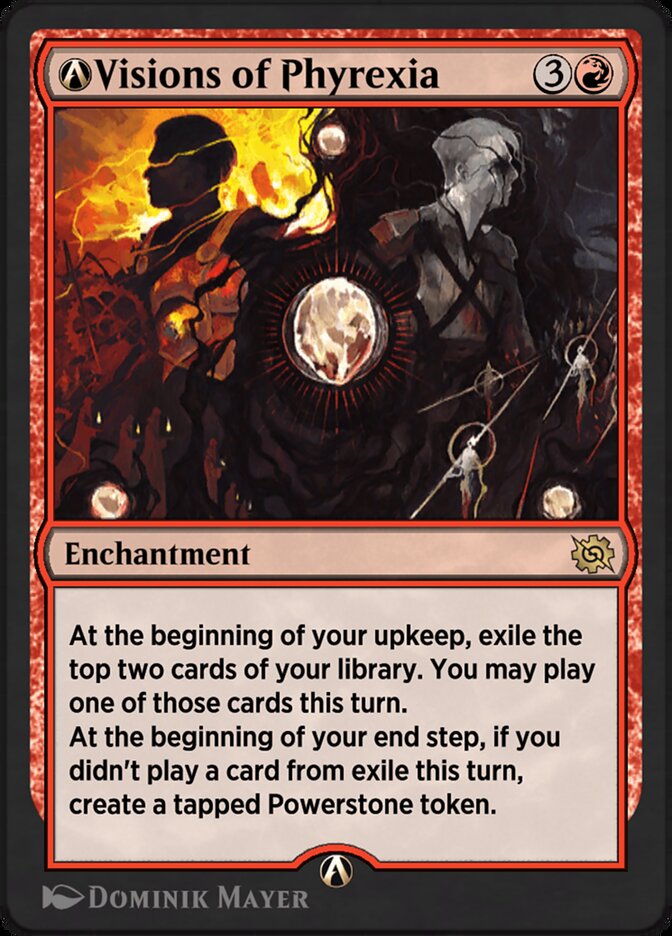 Visions of Phyrexia 3
Enchantment
At the beginning of your upkeep, exile the
top two cards of your library. You may play
one of those cards this turn.
At the beginning of your end step, if you
didn't play a card from exile this turn,
create a tapped Powerstone token.
Dominik Mayer